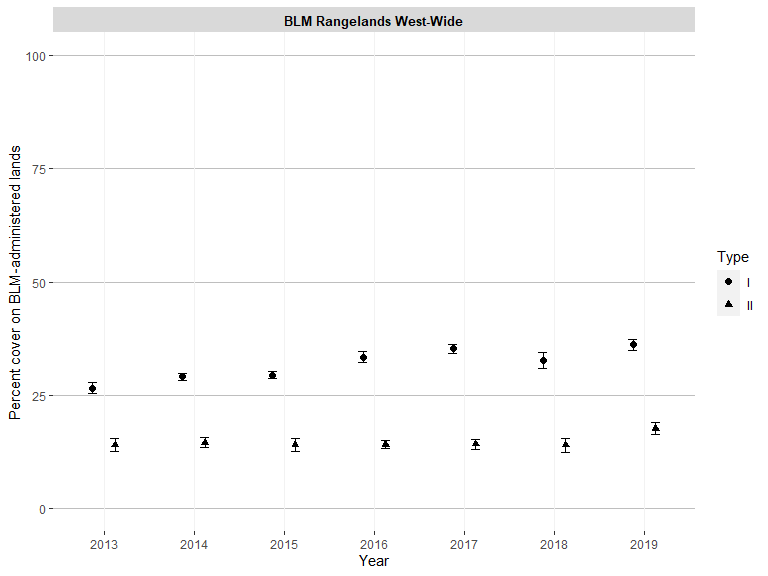 BLM Rangelands West-Wide
Percent cover on BLM-administered lands
100
75
50
25
0
2013 2014 2015 2016 2017 2018 2019
Year
Type
I
II